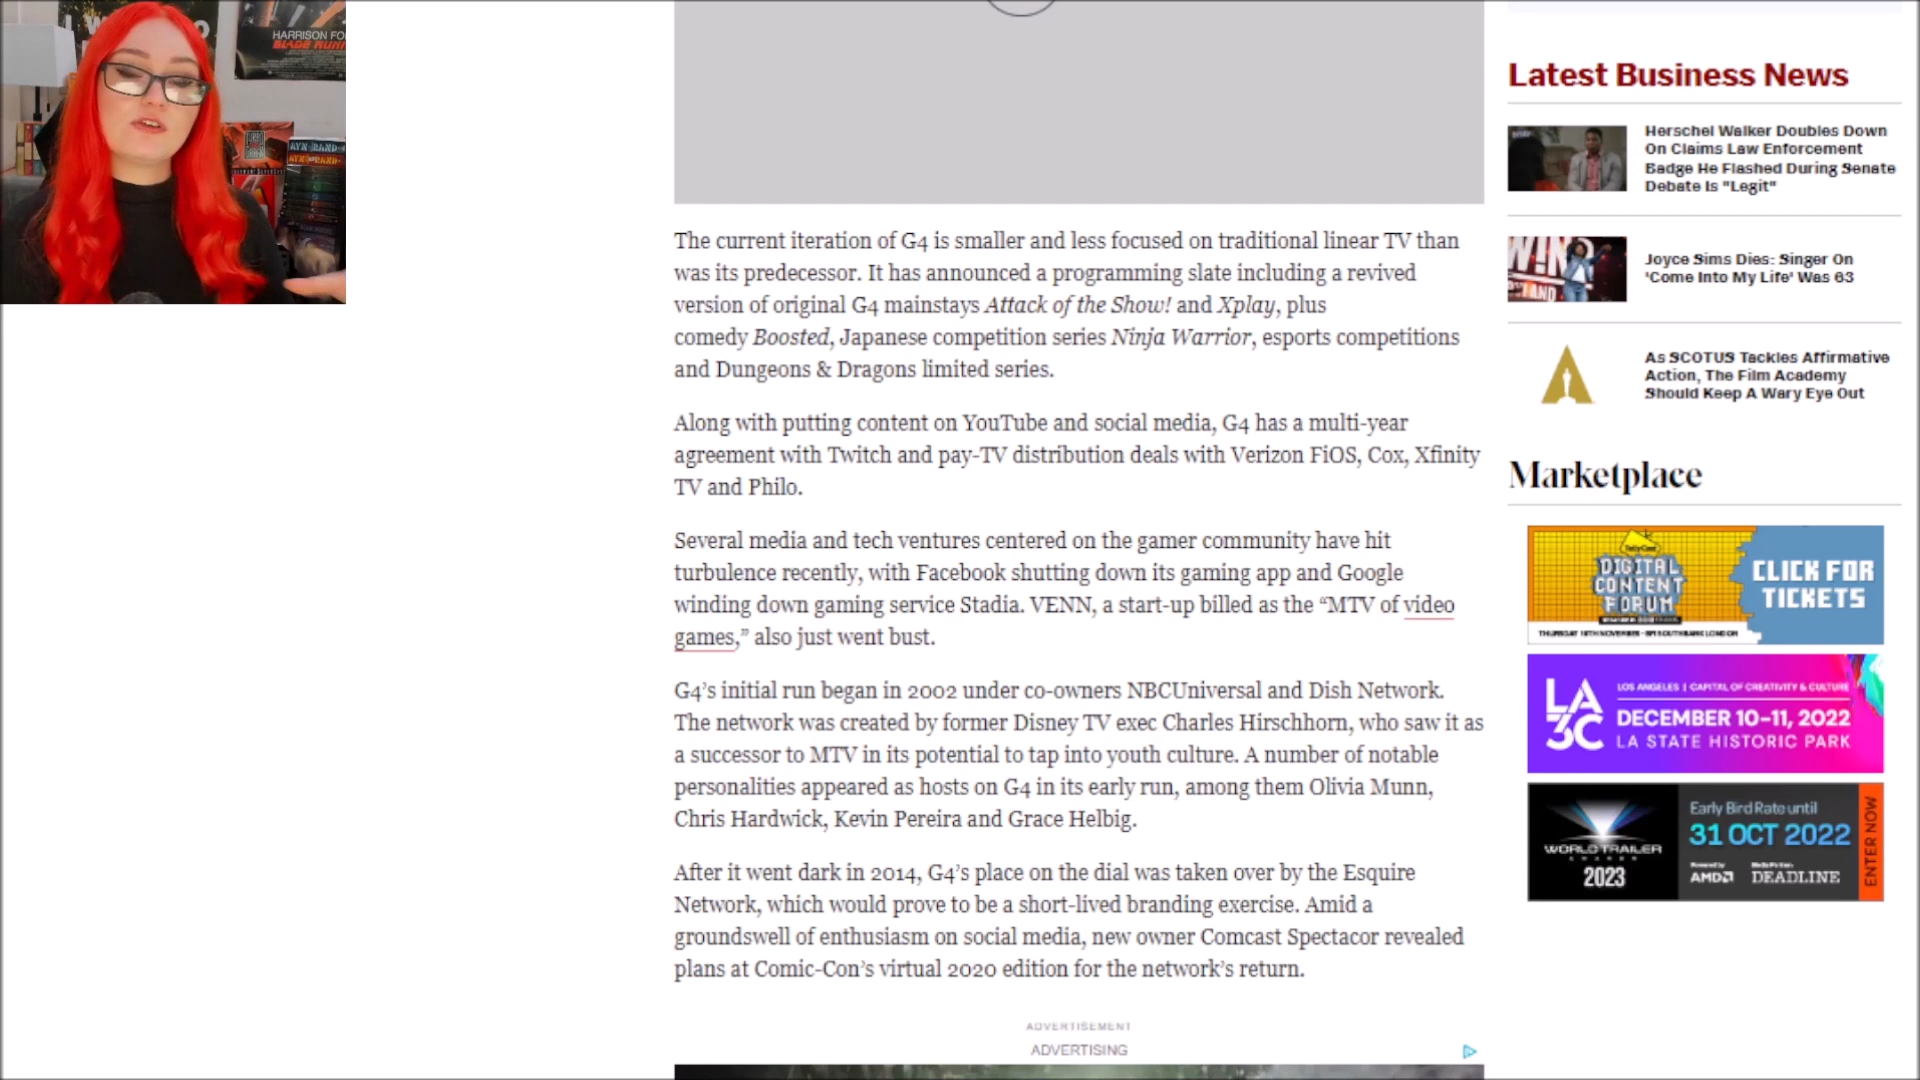 HARRISON FO
BLADE RUN
AYN RAND
AYN RAND
The current iteration of G4 is smaller and less focused on traditional linear TV than
was its predecessor. It has announced a programming slate including a revived
version of original G4 mainstays Attack of the Show! and Xplay, plus
comedy Boosted, Japanese competition series Ninja Warrior, esports competitions
and Dungeons & Dragons limited series.
Along with putting content on YouTube and social media, G4 has a multi-year
agreement with Twitch and pay-TV distribution deals with Verizon FiOS, Cox, Xfinity
TV and Philo.
Several media and tech ventures centered on the gamer community have hit
turbulence recently, with Facebook shutting down its gaming app and Google
winding down gaming service Stadia. VENN, a start-up billed as the “MTV of video
games,” also just went bust.
G4’s initial run began in 2002 under co-owners NBCUniversal and Dish Network.
The network was created by former Disney TV exec Charles Hirschhorn, who saw it as
a successor to MTV in its potential to tap into youth culture. A number of notable
personalities appeared as hosts on G4 in its early run, among them Olivia Munn,
Chris Hardwick, Kevin Pereira and Grace Helbig.
After it went dark in 2014, G4’s place on the dial was taken over by the Esquire
Network, which would prove to be a short-lived branding exercise. Amid a
groundswell of enthusiasm on social media, new owner Comcast Spectacor revealed
plans at Comic-Con’s virtual 2020 edition for the network’s return.
ADVERTISEMENT
ADVERTISING
Latest Business News
Herschel Walker Doubles Down
On Claims Law Enforcement
Badge He Flashed During Senate
Debate Is "Legit"
Joyce Sims Dies: Singer On
'Come Into My Life' Was 63
As SCOTUS Tackles Affirmative
Action, The Film Academy
Should Keep A Wary Eye Out
Marketplace
DIGITAL
CONTENT
FORUM
CLICK FOR
TICKETS
LA
3C
LOS ANGELES | CAPITAL OF CREATIVITY & CULTURE
DECEMBER 10-11, 2022
LA STATE HISTORIC PARK
WORLD TRAILER
AWARDS
2023
Early Bird Rate until
31 OCT 2022
AMD
DEADLINE
ENTER NOW